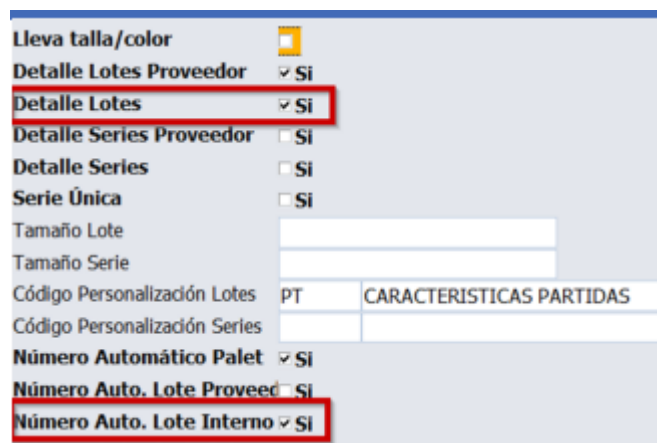 Lleva talla/color
Detalle Lotes Proveedor Si
Detalle Lotes Si
Detalle Series Proveedor Si
Detalle Series Si
Serie Única Si
Tamaño Lote
Tamaño Serie
Código Personalización Lotes PT CARACTERISTICAS PARTIDAS
Código Personalización Series
Número Automático Palet Si
Número Auto. Lote Proveed Si
Número Auto. Lote Interno Si